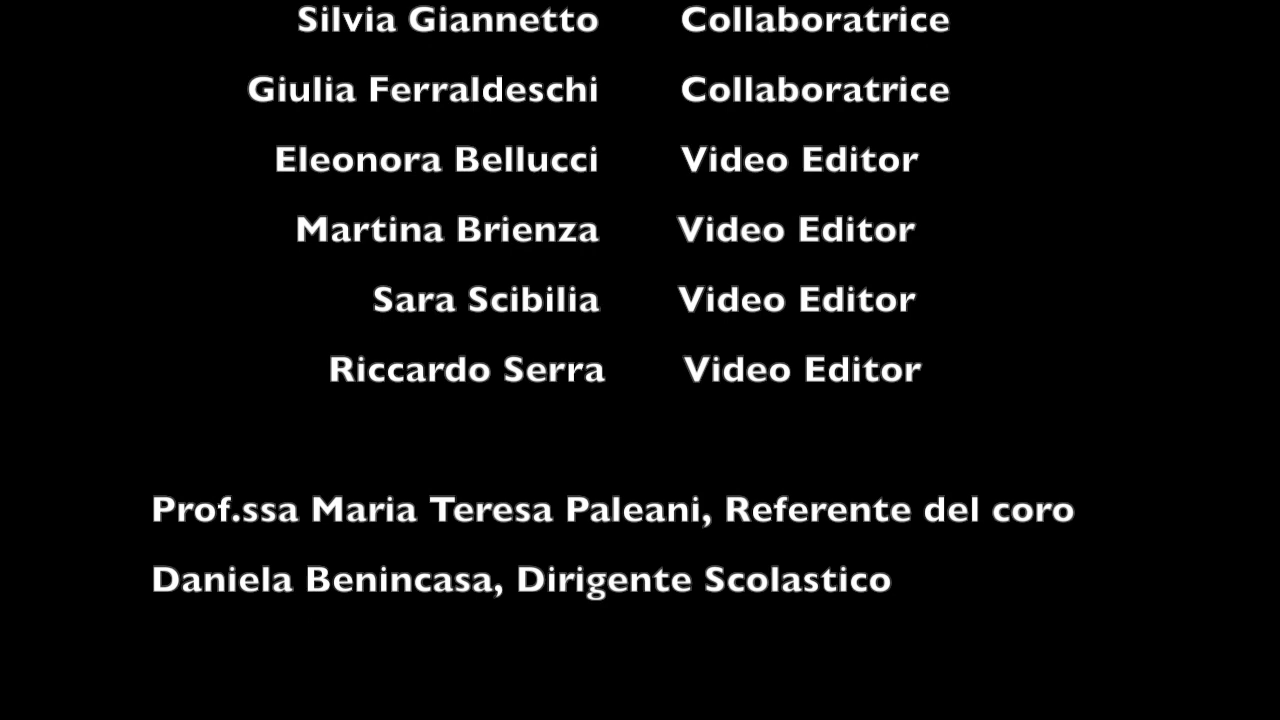 Silvia Giannetto Collaboratrice
Giulia Ferraldeschi Collaboratrice
Eleonora Bellucci Video Editor
Martina Brienza Video Editor
Sara Scibilia Video Editor
Riccardo Serra Video Editor
Prof.ssa Maria Teresa Paleani, Referente del coro
Daniela Benincasa, Dirigente Scolastico